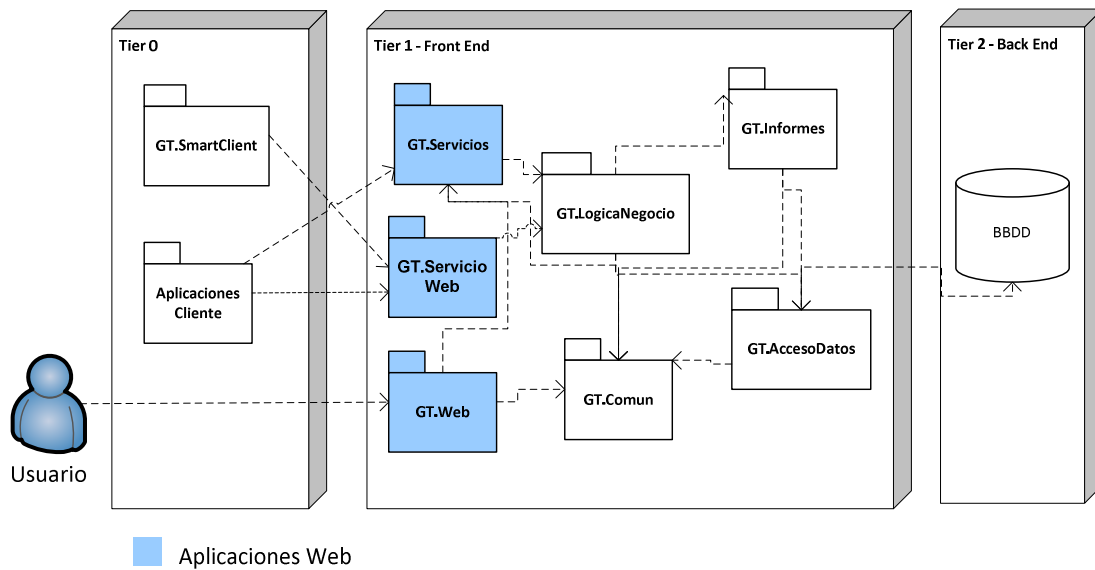 Tier 0
Tier 1 - Front End
Tier 2 - Back End
GT.SmartClient
Aplicaciones
Cliente
GT.Servicios
GT.Servicio
Web
GT.Web
GT.LogicaNegocio
GT.Informes
GT.AccesoDatos
GT.Comun
BBDD
Usuario
Aplicaciones Web